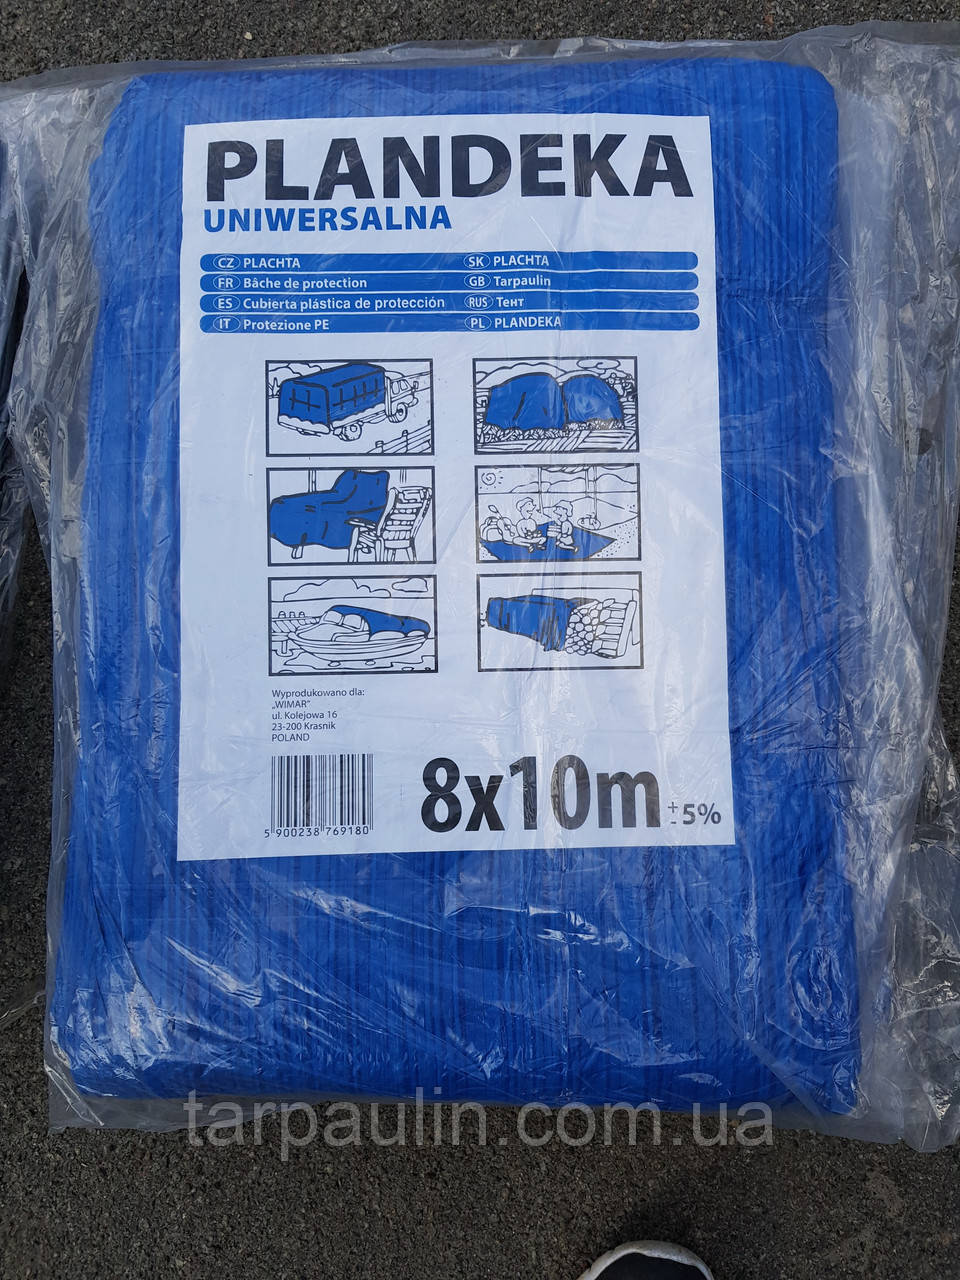 PLANDEKA
UNIWERSALNA
CZ PLACHTA
SK PLACHTA
FR Bâche de protection
GB Tarpaulin
ES Cubierta plástica de protección
RUS Тент
IT Protezione PE
PL PLANDEKA
Wyprodukowano dla:
„WIMAR"
ul. Kolejowa 16
23-200 Krasnik
POLAND
5 900238 769180
8x10m ± 5%
tarpaulin.com.ua